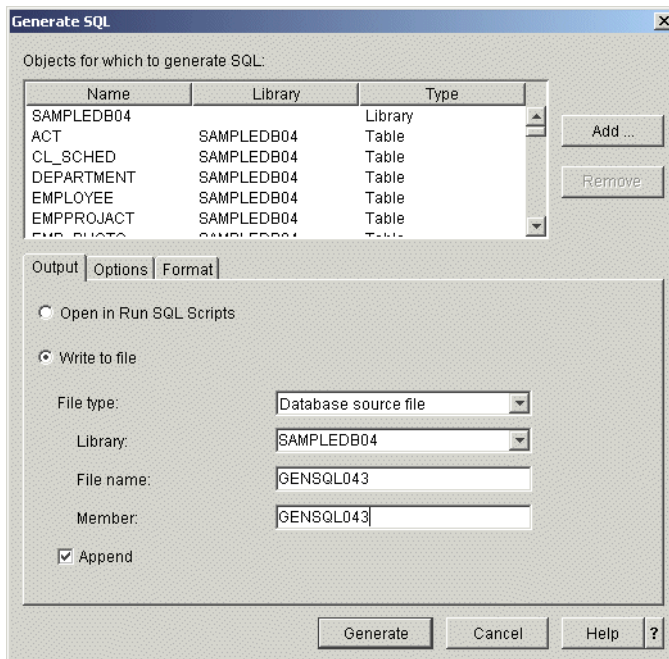 Generate SQL
Objects for which to generate SQL:
Name Library Type
SAMPLEDB04 Library
ACT SAMPLEDB04 Table
CL_SCHED SAMPLEDB04 Table
DEPARTMENT SAMPLEDB04 Table
EMPLOYEE SAMPLEDB04 Table
EMPPROJACT SAMPLEDB04 Table
Add ...
Remove
Output Options Format
Open in Run SQL Scripts
Write to file
File type: Database source file
Library: SAMPLEDB04
File name: GENSQL043
Member: GENSQL043
Append
Generate Cancel Help ?